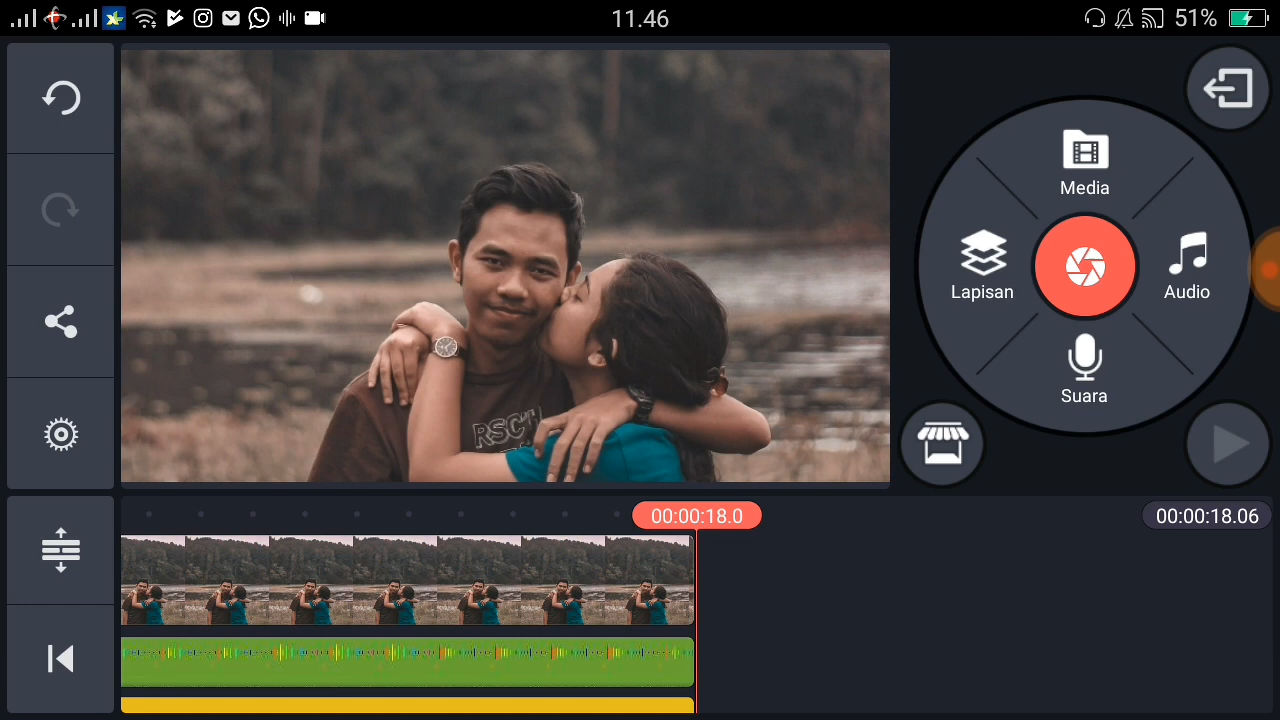 11.46
51%
Media
Lapisan
Audio
Suara
RSCT
00:00:18.0
00:00:18.06